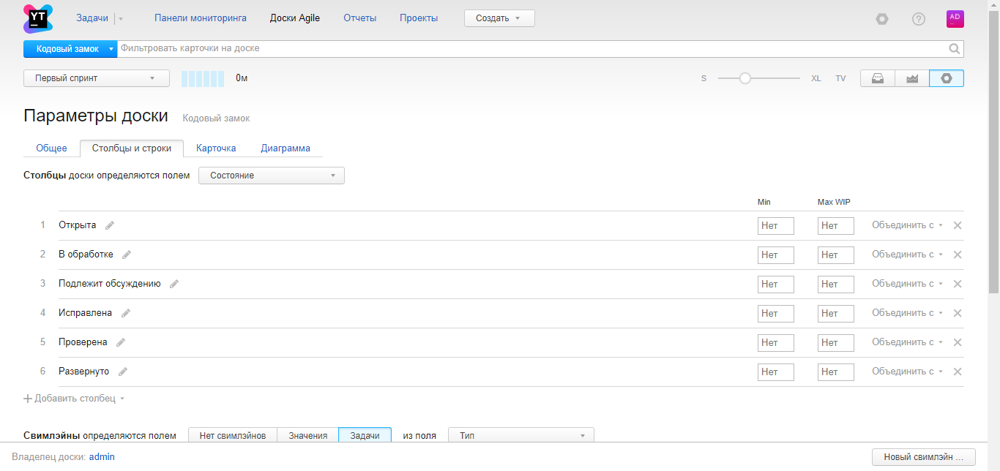 YT Задачи Панели мониторинга Доски Agile Отчеты Проекты Создать AD
Кодовый замок Фильтровать карточки на доске
Первый спринт 0м S XL TV
Параметры доски Кодовый замок
Общее Столбцы и строки Карточка Диаграмма
Столбцы доски определяются полем Состояние
Min Max WIP
1 Открыта Нет Нет Объединить с
2 В обработке Нет Нет Объединить с
3 Подлежит обсуждению Нет Нет Объединить с
4 Исправлена Нет Нет Объединить с
5 Проверена Нет Нет Объединить с
6 Развернуто Нет Нет Объединить с
Добавить столбец
Свимлэйны определяются полем Нет свимлэйнов Значения Задачи из поля Тип
Владелец доски: admin Новый свимлэйн ...